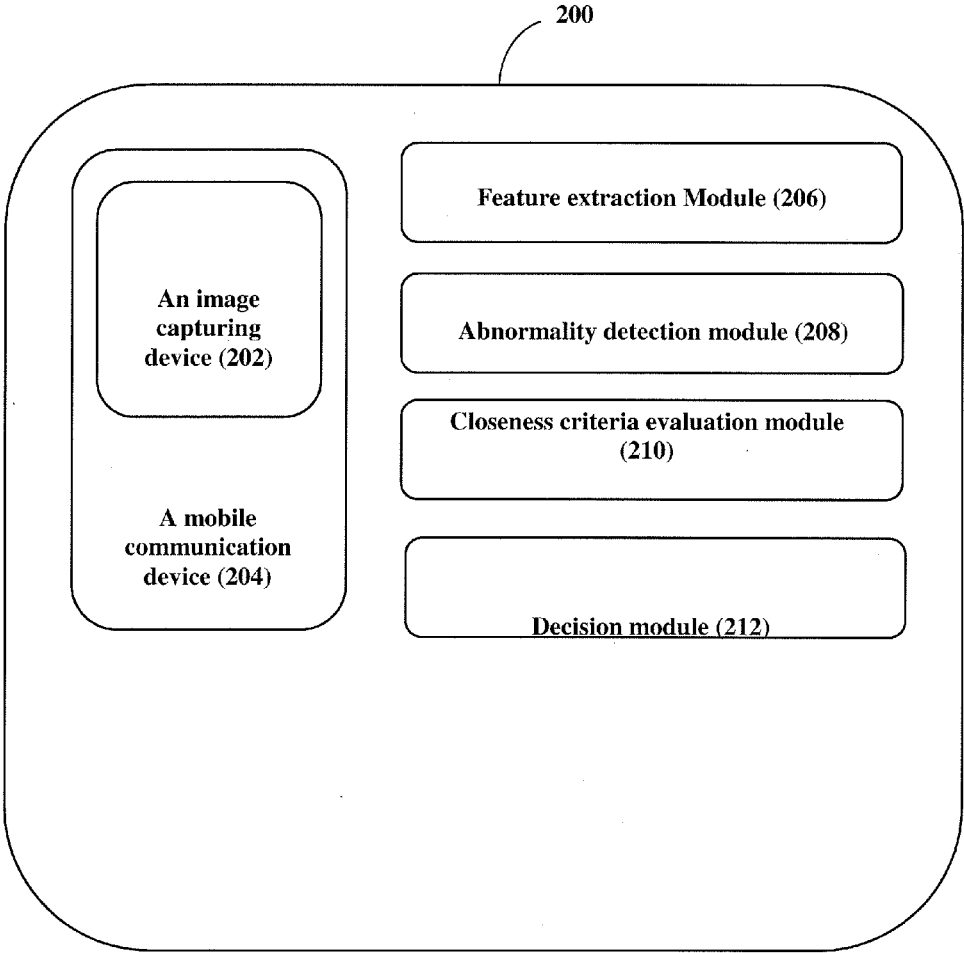 200
An image
capturing
device (202)
A mobile
communication
device (204)
Feature extraction Module (206)
Abnormality detection module (208)
Closeness criteria evaluation module
(210)
Decision module (212)